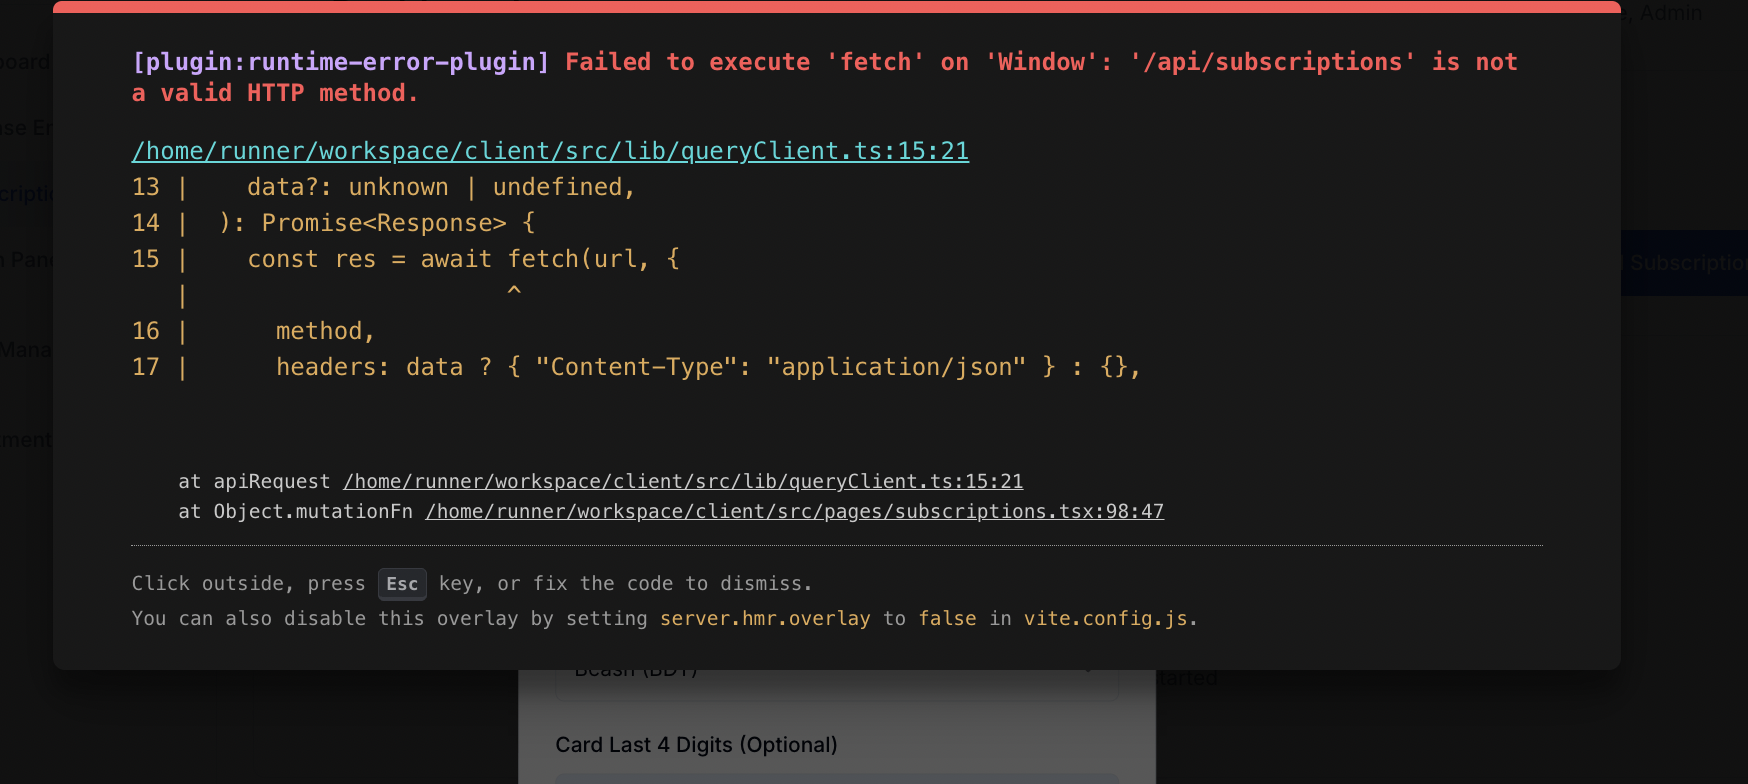 , Admin
[plugin:runtime-error-plugin] Failed to execute 'fetch' on 'Window': '/api/subscriptions' is not
a valid HTTP method.
/home/runner/workspace/client/src/lib/queryClient.ts:15:21
13 |    data?: unknown | undefined,
14 |  ): Promise<Response> {
15 |    const res = await fetch(url, {
   |                       ^
16 |      method,
17 |      headers: data ? { "Content-Type": "application/json" } : {},
Subscription
at apiRequest /home/runner/workspace/client/src/lib/queryClient.ts:15:21
at Object.mutationFn /home/runner/workspace/client/src/pages/subscriptions.tsx:98:47
Click outside, press Esc key, or fix the code to dismiss.
You can also disable this overlay by setting server.hmr.overlay to false in vite.config.js.
Bcash (BDT)
Card Last 4 Digits (Optional)